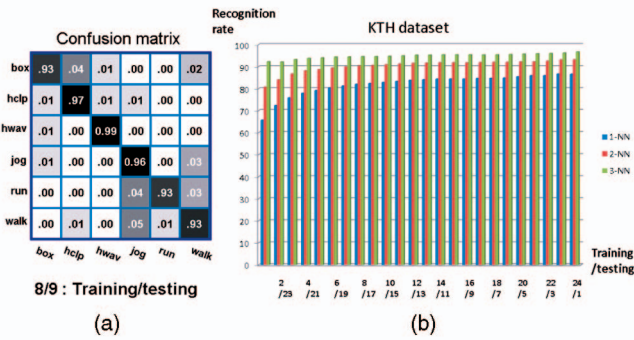 Confusion matrix
box .93 .04 .01 .00 .00 .02
hclp .01 .97 .01 .01 .00 .00
hwav .01 .00 0.99 .00 .00 .00
jog .01 .00 .00 0.96 .00 .03
run .00 .00 .00 .04 .93 .03
walk .00 .01 .00 .05 .01 .93
box hclp hwav jog run walk
8/9 : Training/testing
(a)
Recognition
rate
KTH dataset
100
90
80
70
60
50
40
30
20
10
0
1-NN
2-NN
3-NN
Training
/testing
2 4 6 8 10 12 14 16 18 20 22 24
/23 /21 /19 /17 /15 /13 /11 /9 /7 /5 /3 /1
(b)